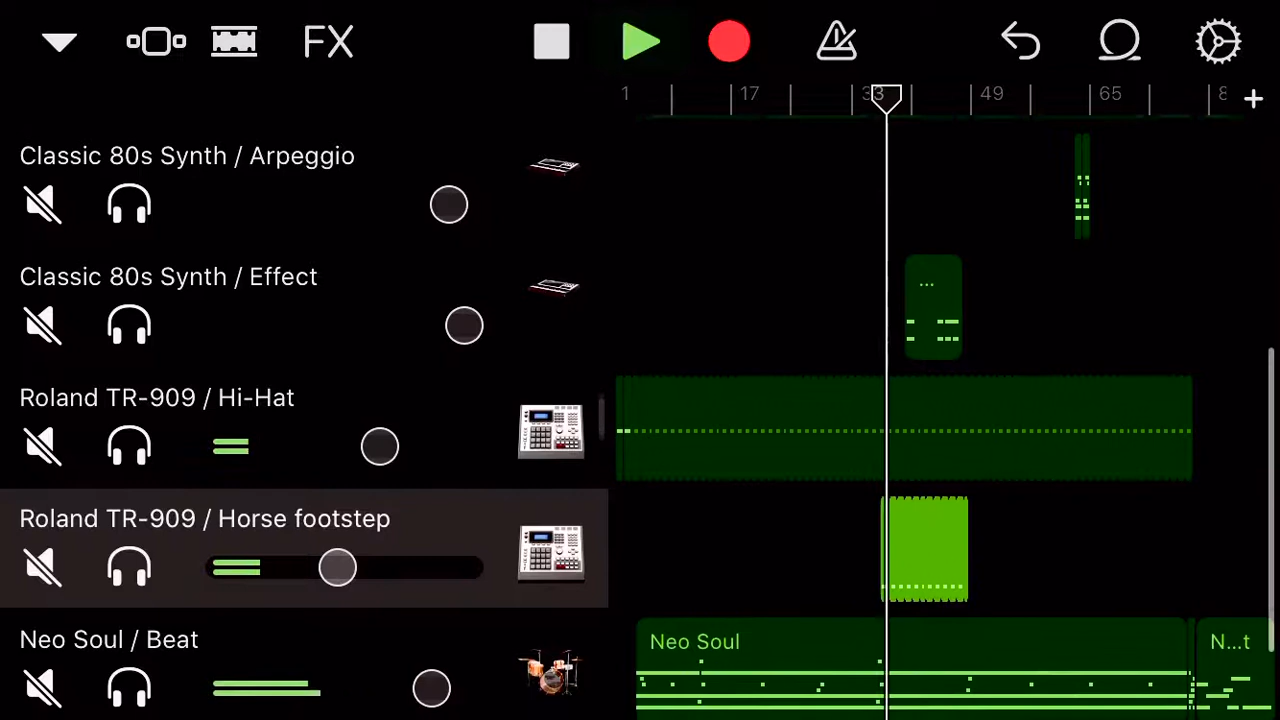 FX
1 17 33 49 65 8
Classic 80s Synth / Arpeggio
Classic 80s Synth / Effect
...
Roland TR-909 / Hi-Hat
Roland TR-909 / Horse footstep
Neo Soul / Beat
Neo Soul
N...t